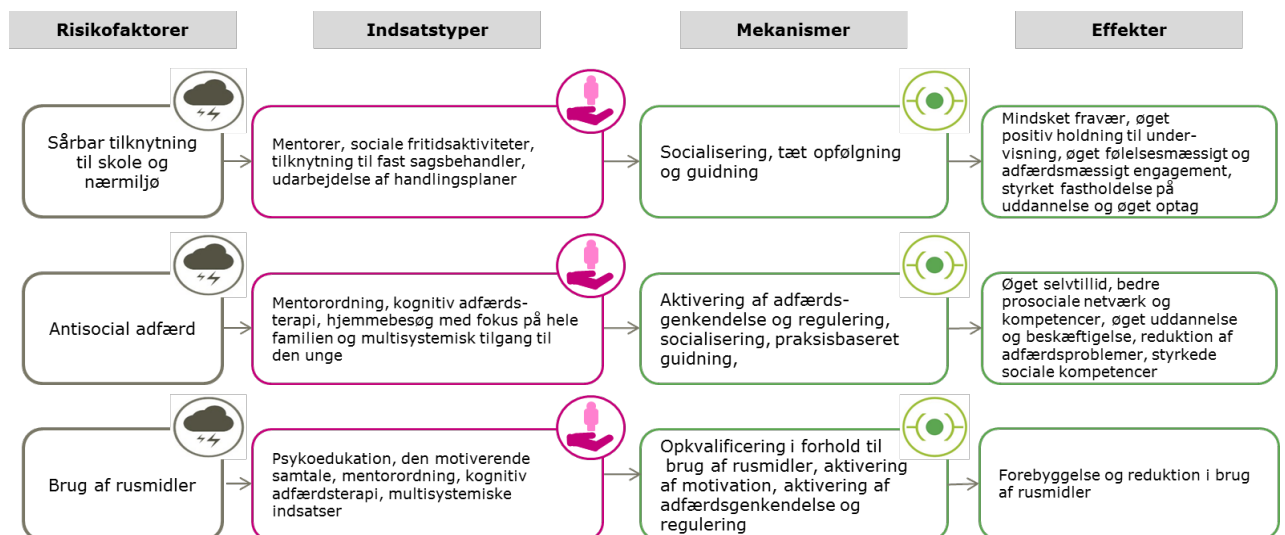 Risikofaktorer
Indsatstyper
Mekanismer
Effekter
Sårbar tilknytning
til skole og
nærmiljø
Mentorer, sociale fritidsaktiviteter,
tilknytning til fast sagsbehandler,
udarbejdelse af handlingsplaner
Socialisering, tæt opfølgning
og guidning
Mindsket fravær, øget
positiv holdning til under-
visning, øget følelsesmæssigt og
adfærdsmæssigt engagement,
styrket fastholdelse på
uddannelse og øget optag
Antisocial adfærd
Mentorordning, kognitiv adfærds-
terapi, hjemmebesøg med fokus på hele
familien og multisystemisk tilgang til
den unge
Aktivering af adfærds-
genkendelse og regulering,
socialisering, praksisbaseret
guidning,
Øget selvtillid, bedre
prosociale netværk og
kompetencer, øget uddannelse
og beskæftigelse, reduktion af
adfærdsproblemer, styrkede
sociale kompetencer
Brug af rusmidler
Psykoedukation, den motiverende
samtale, mentorordning, kognitiv
adfærdsterapi, multisystemiske
indsatser
Opkvalificering i forhold til
brug af rusmidler, aktivering
af motivation, aktivering af
adfærdsgenkendelse og
regulering
Forebyggelse og reduktion i brug
af rusmidler